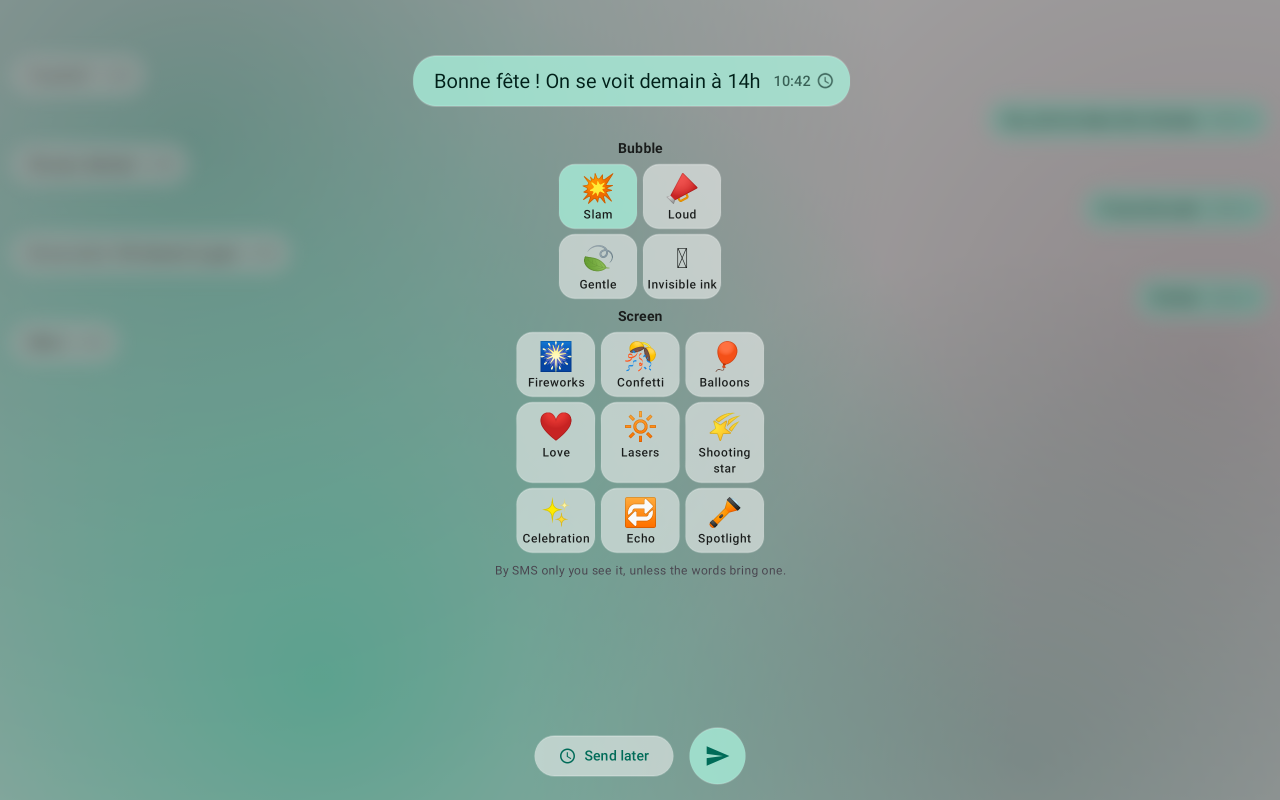 Bonne fête ! On se voit demain à 14h 10:42
Bubble
Slam Loud
Gentle Invisible ink
Screen
Fireworks Confetti Balloons
Love Lasers Shooting
star
Celebration Echo Spotlight
By SMS only you see it, unless the words bring one.
Send later